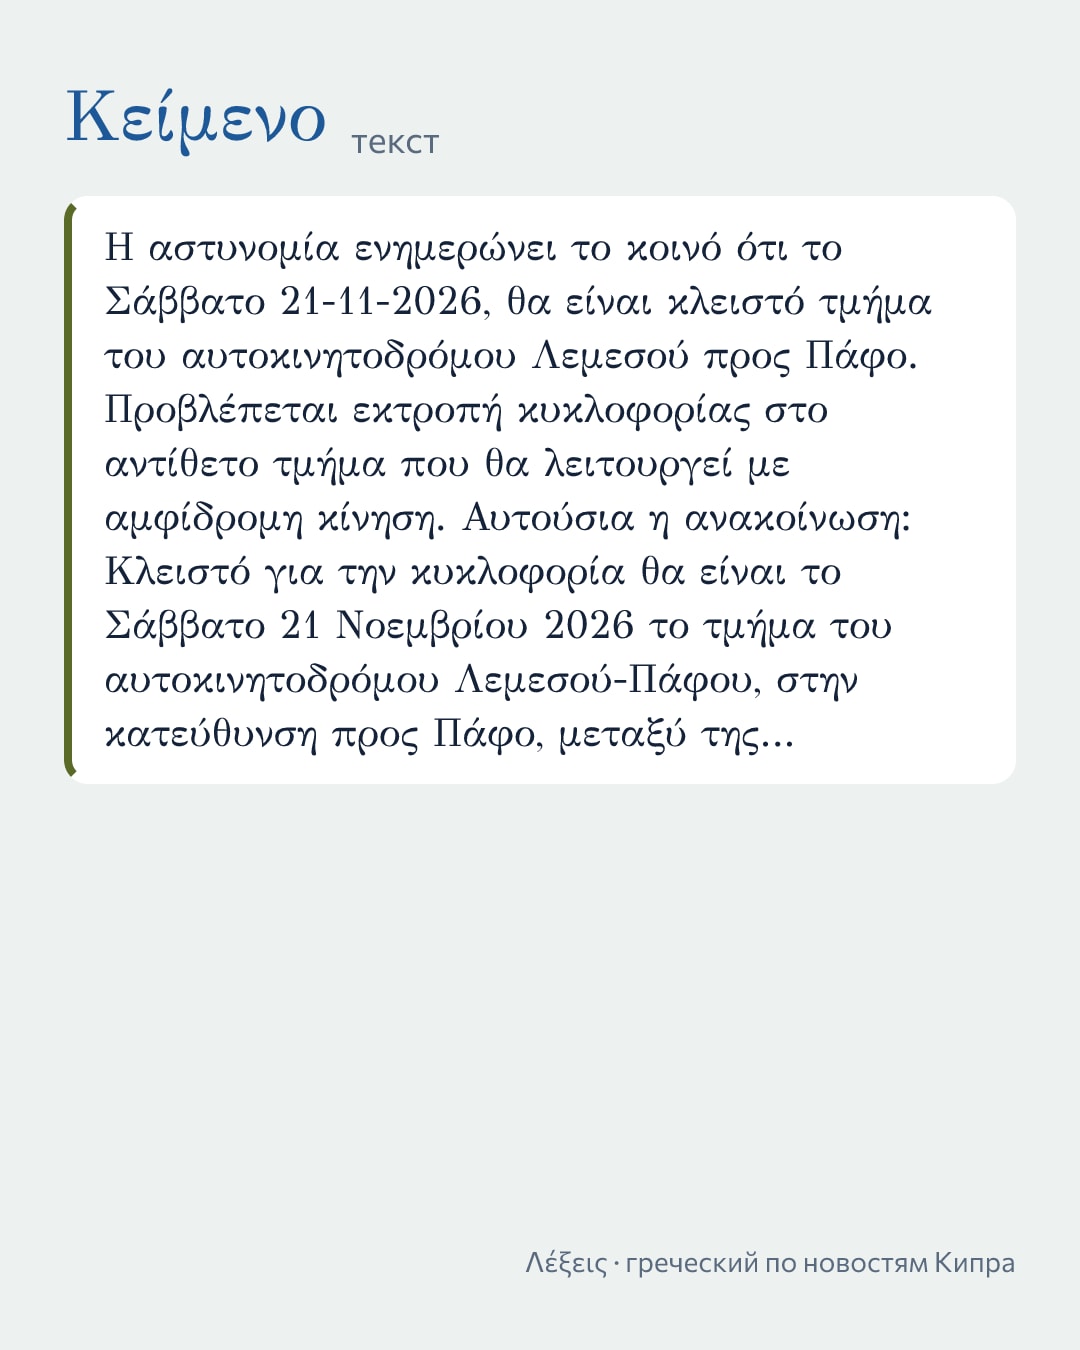 Κείμενο текст
Η αστυνομία ενημερώνει το κοινό ότι το
Σάββατο 21-11-2026, θα είναι κλειστό τμήμα
του αυτοκινητοδρόμου Λεμεσού προς Πάφο.
Προβλέπεται εκτροπή κυκλοφορίας στο
αντίθετο τμήμα που θα λειτουργεί με
αμφίδρομη κίνηση. Αυτούσια η ανακοίνωση:
Κλειστό για την κυκλοφορία θα είναι το
Σάββατο 21 Νοεμβρίου 2026 το τμήμα του
αυτοκινητοδρόμου Λεμεσού-Πάφου, στην
κατεύθυνση προς Πάφο, μεταξύ της...
Λέξεις · греческий по новостям Кипра